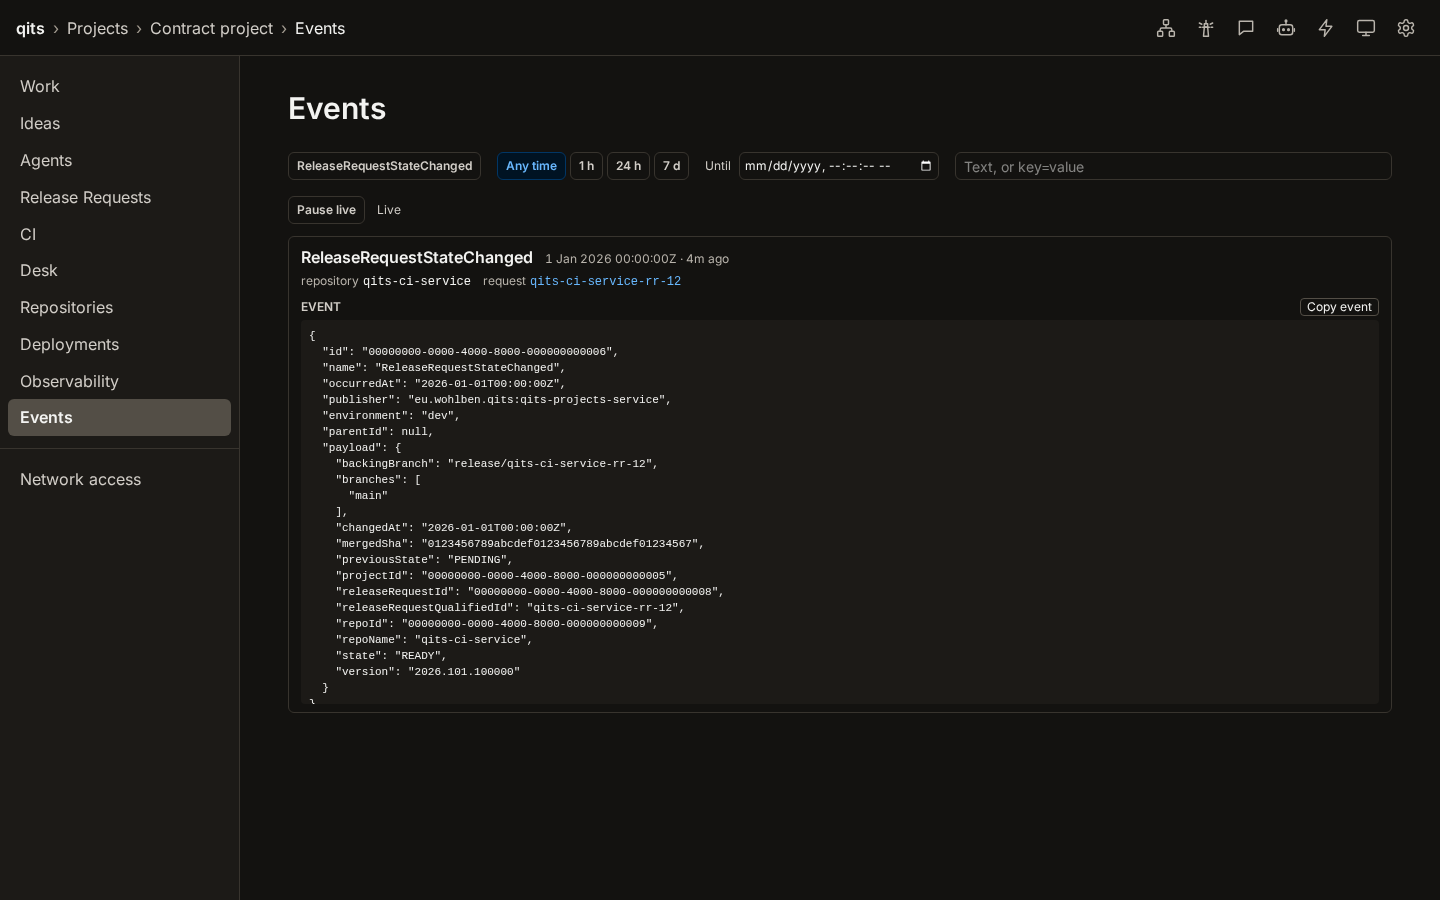 qits › Projects › Contract project › Events
Work
Ideas
Agents
Release Requests
CI
Desk
Repositories
Deployments
Observability
Events
Network access
Events
ReleaseRequestStateChanged Any time 1 h 24 h 7 d Until mm/dd/yyyy, --:--:-- -- Text, or key=value
Pause live Live
ReleaseRequestStateChanged 1 Jan 2026 00:00:00Z · 4m ago
repository qits-ci-service request qits-ci-service-rr-12
EVENT Copy event
{
"id": "00000000-0000-4000-8000-000000000006",
"name": "ReleaseRequestStateChanged",
"occurredAt": "2026-01-01T00:00:00Z",
"publisher": "eu.wohlben.qits:qits-projects-service",
"environment": "dev",
"parentId": null,
"payload": {
"backingBranch": "release/qits-ci-service-rr-12",
"branches": [
"main"
],
"changedAt": "2026-01-01T00:00:00Z",
"mergedSha": "0123456789abcdef0123456789abcdef01234567",
"previousState": "PENDING",
"projectId": "00000000-0000-4000-8000-000000000005",
"releaseRequestId": "00000000-0000-4000-8000-000000000008",
"releaseRequestQualifiedId": "qits-ci-service-rr-12",
"repoId": "00000000-0000-4000-8000-000000000009",
"repoName": "qits-ci-service",
"state": "READY",
"version": "2026.101.100000"
}
}